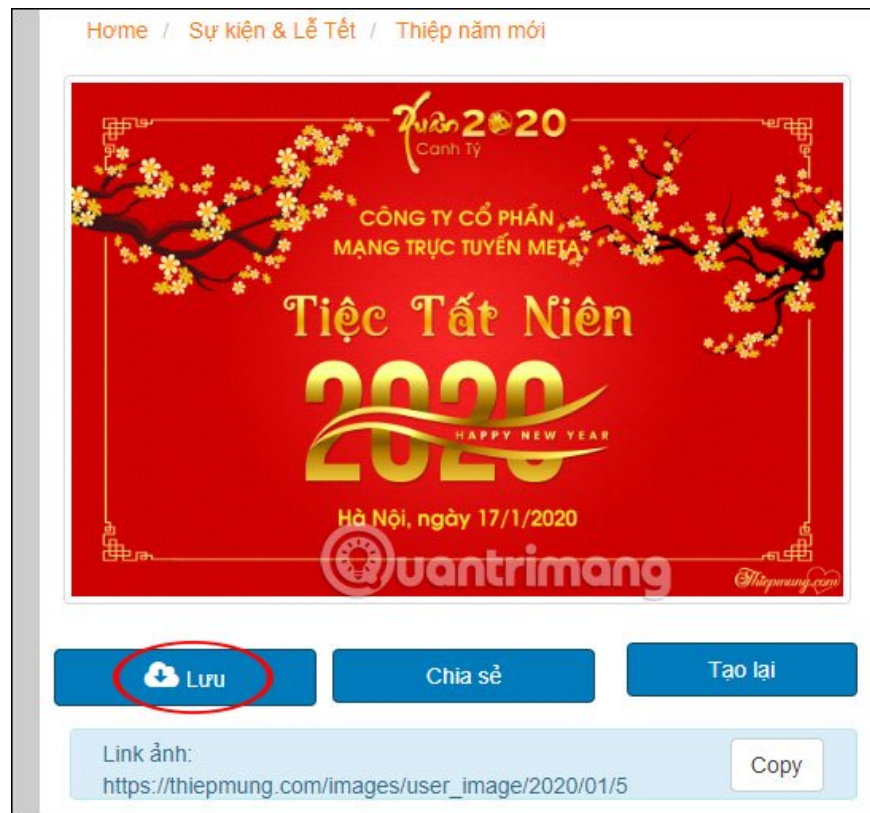 Home / Sự kiện & Lễ Tết / Thiệp năm mới
Xuân 2020
Canh Tý
CÔNG TY CỔ PHẦN
MẠNG TRỰC TUYẾN META
Tiệc Tất Niên
2020
HAPPY NEW YEAR
Hà Nội, ngày 17/1/2020
Quantrimang
Thiepmung.com
Lưu
Chia sẻ
Tạo lại
Link ảnh:
https://thiepmung.com/images/user_image/2020/01/5
Copy